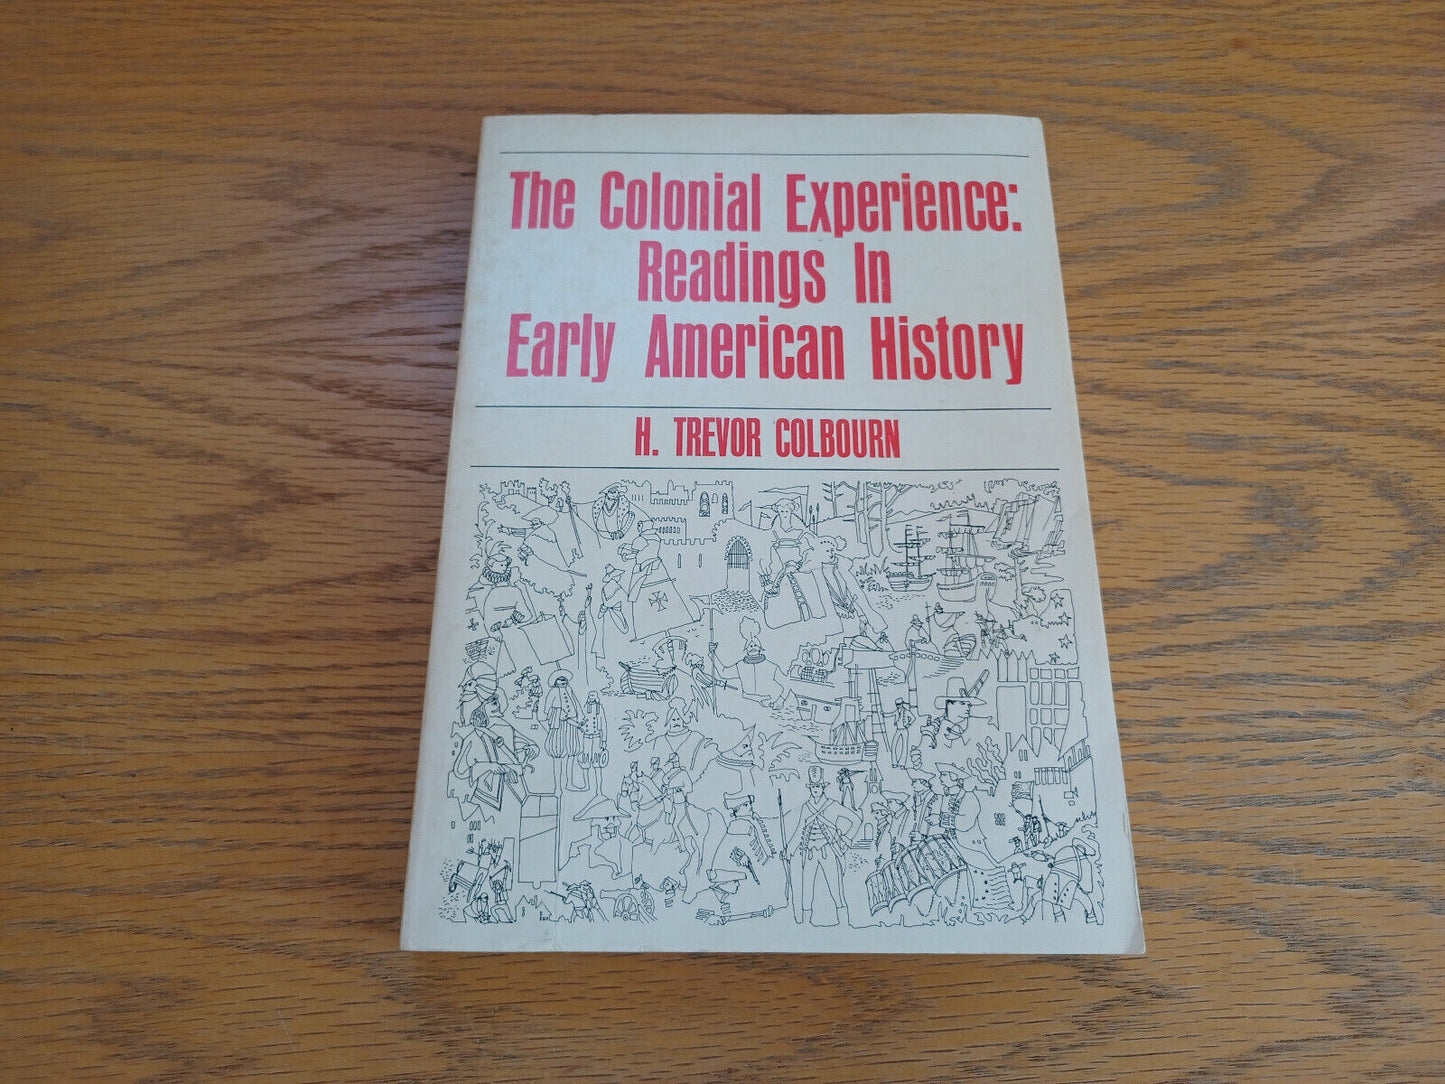 The Colonial Experience:
Readings In
Early American History
H. TREVOR COLBOURN